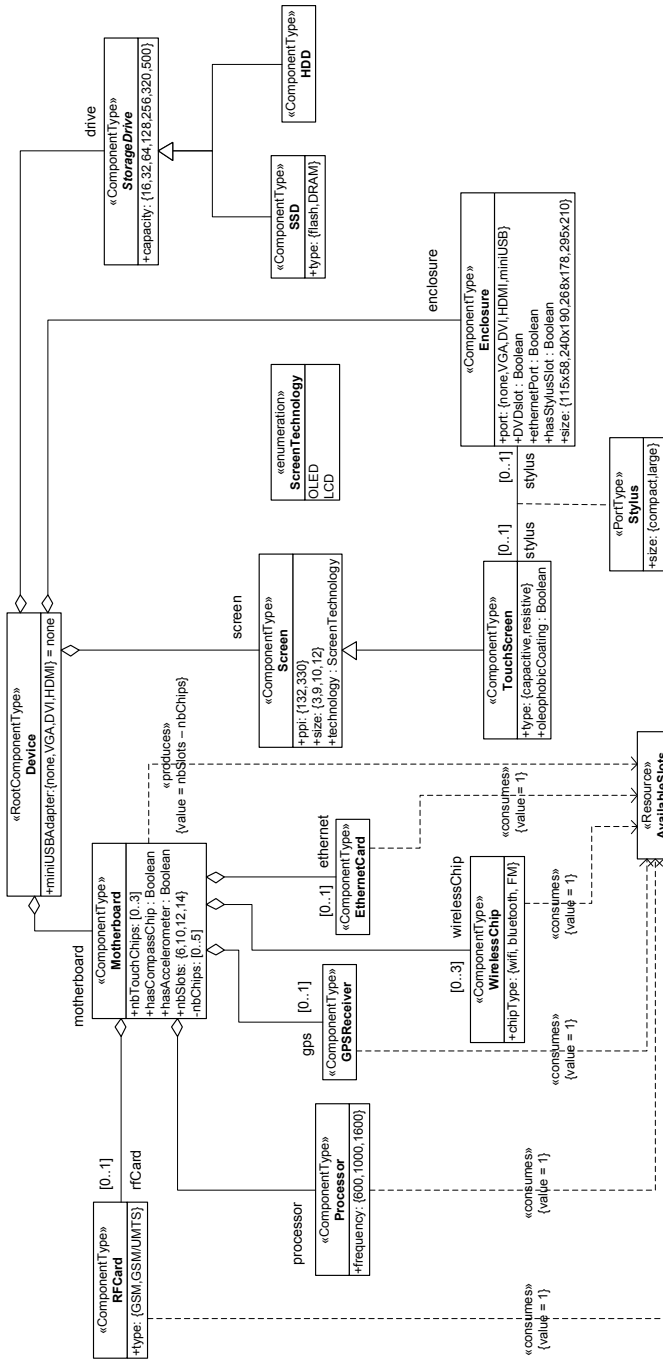 «RootComponentType»
Device
+miniUSBAdapter:{none,VGA,DVI,HDMI} = none
motherboard
«ComponentType»
Motherboard
+nbTouchChips: [0..3]
+hasCompassChip : Boolean
+hasAccelerometer : Boolean
+nbSlots: {6,10,12,14}
-nbChips: [0..5]
«ComponentType»
RFCard
+type: {GSM,GSM/UMTS}
[0..1]
rfCard
processor
«ComponentType»
Processor
+frequency: {600,1000,1600}
gps
[0..1]
«ComponentType»
GPSReceiver
[0..3]
wirelessChip
«ComponentType»
WirelessChip
+chipType: {wifi, bluetooth, FM}
[0..1]
ethernet
«ComponentType»
EthernetCard
«produces»
{value = nbSlots – nbChips}
screen
«ComponentType»
Screen
+ppi: {132,330}
+size: {3,9,10,12}
+technology : ScreenTechnology
«enumeration»
ScreenTechnology
OLED
LCD
drive
«ComponentType»
StorageDrive
+capacity: {16,32,64,128,256,320,500}
«ComponentType»
SSD
+type: {flash,DRAM}
«ComponentType»
HDD
enclosure
«ComponentType»
Enclosure
+port: {none,VGA,DVI,HDMI,miniUSB}
+DVDslot : Boolean
+ethernetPort : Boolean
+hasStylusSlot : Boolean
+size: {115x58,240x190,268x178,295x210}
«ComponentType»
TouchScreen
+type: {capacitive,resistive}
+oleophobicCoating : Boolean
[0..1]
stylus
[0..1]
stylus
«PortType»
Stylus
+size: {compact,large}
«consumes»
{value = 1}
«consumes»
{value = 1}
«consumes»
{value = 1}
«consumes»
{value = 1}
«consumes»
{value = 1}
«Resource»
AvailableSlots